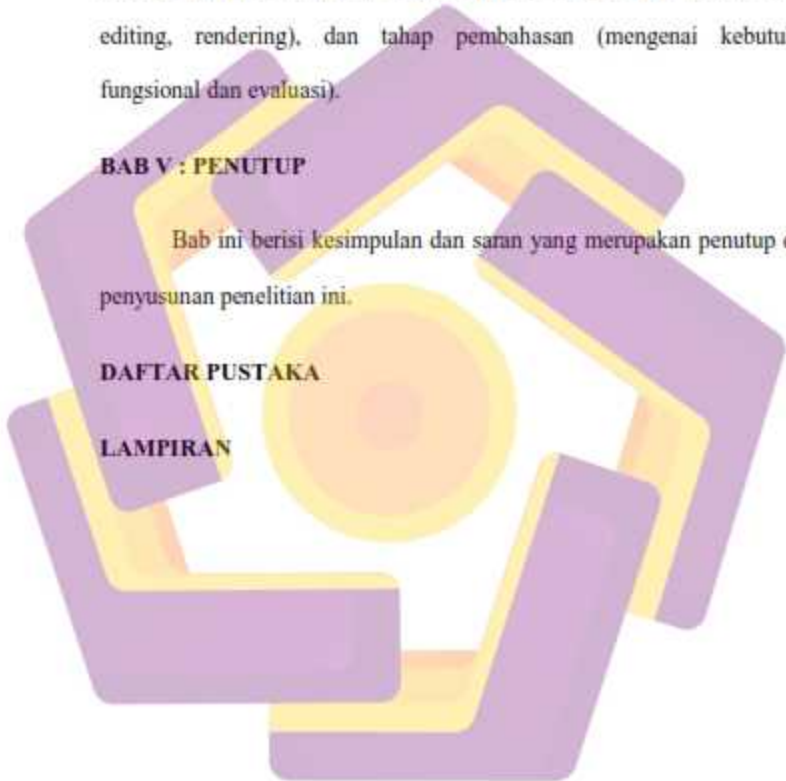 editing, rendering), dan tahap pembahasan (mengenai
fungsional dan evaluasi).
BAB V : PENUTUP
Bab ini berisi kesimpulan dan saran yang merupakan penutup
penyusunan penelitian ini.
DAFTAR PUSTAKA
LAMPIRAN